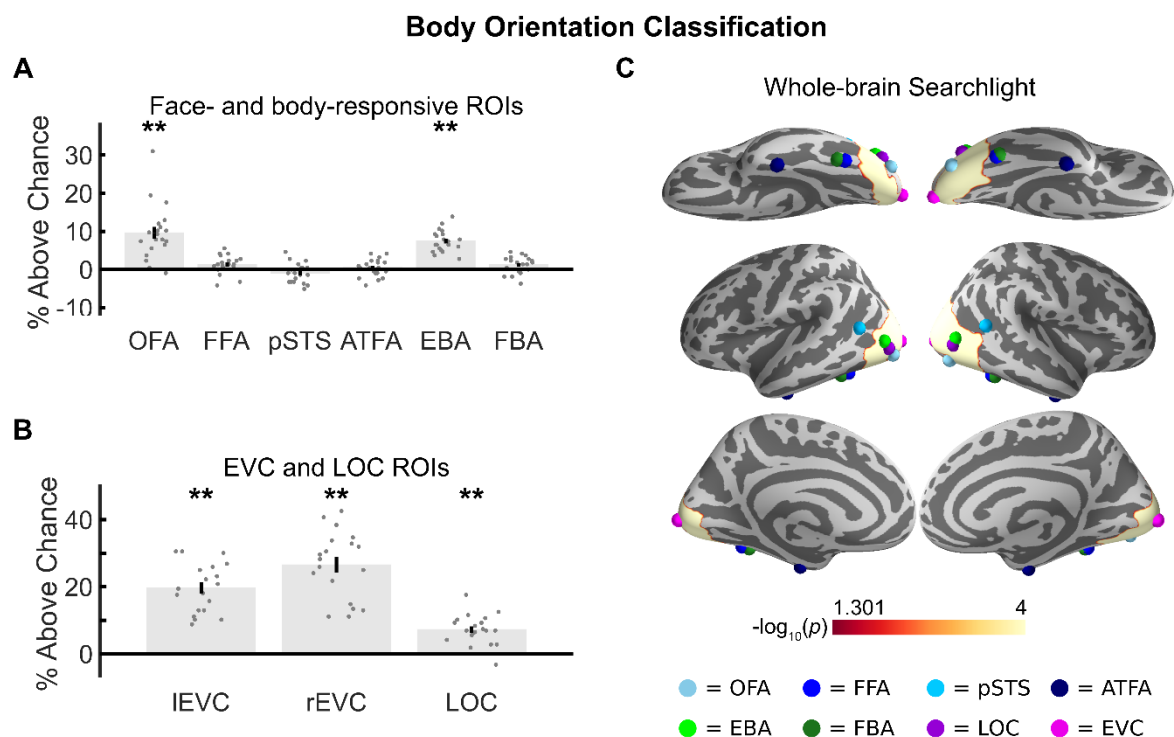 Body Orientation Classification
A
Face- and body-responsive ROIs
** **
% Above Chance
30
20
10
0
-10
OFA FFA pSTS ATFA EBA FBA
B
EVC and LOC ROIs
** ** **
% Above Chance
40
20
0
lEVC rEVC LOC
C
Whole-brain Searchlight
1.301 4
-log10(p)
= OFA = FFA = pSTS = ATFA
= EBA = FBA = LOC = EVC